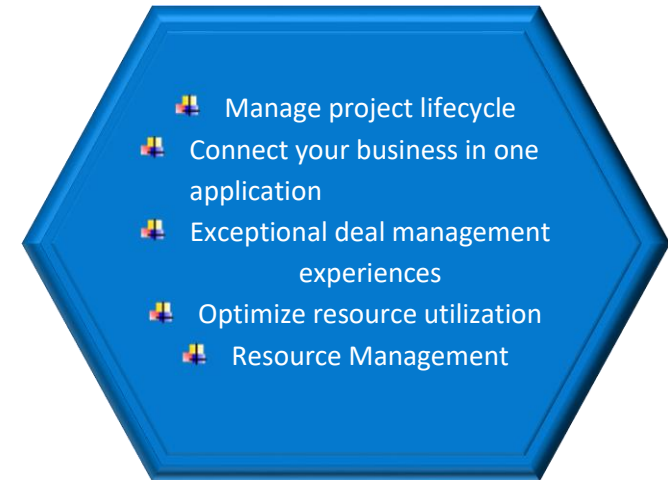 Manage project lifecycle
Connect your business in one
application
Exceptional deal management
experiences
Optimize resource utilization
Resource Management